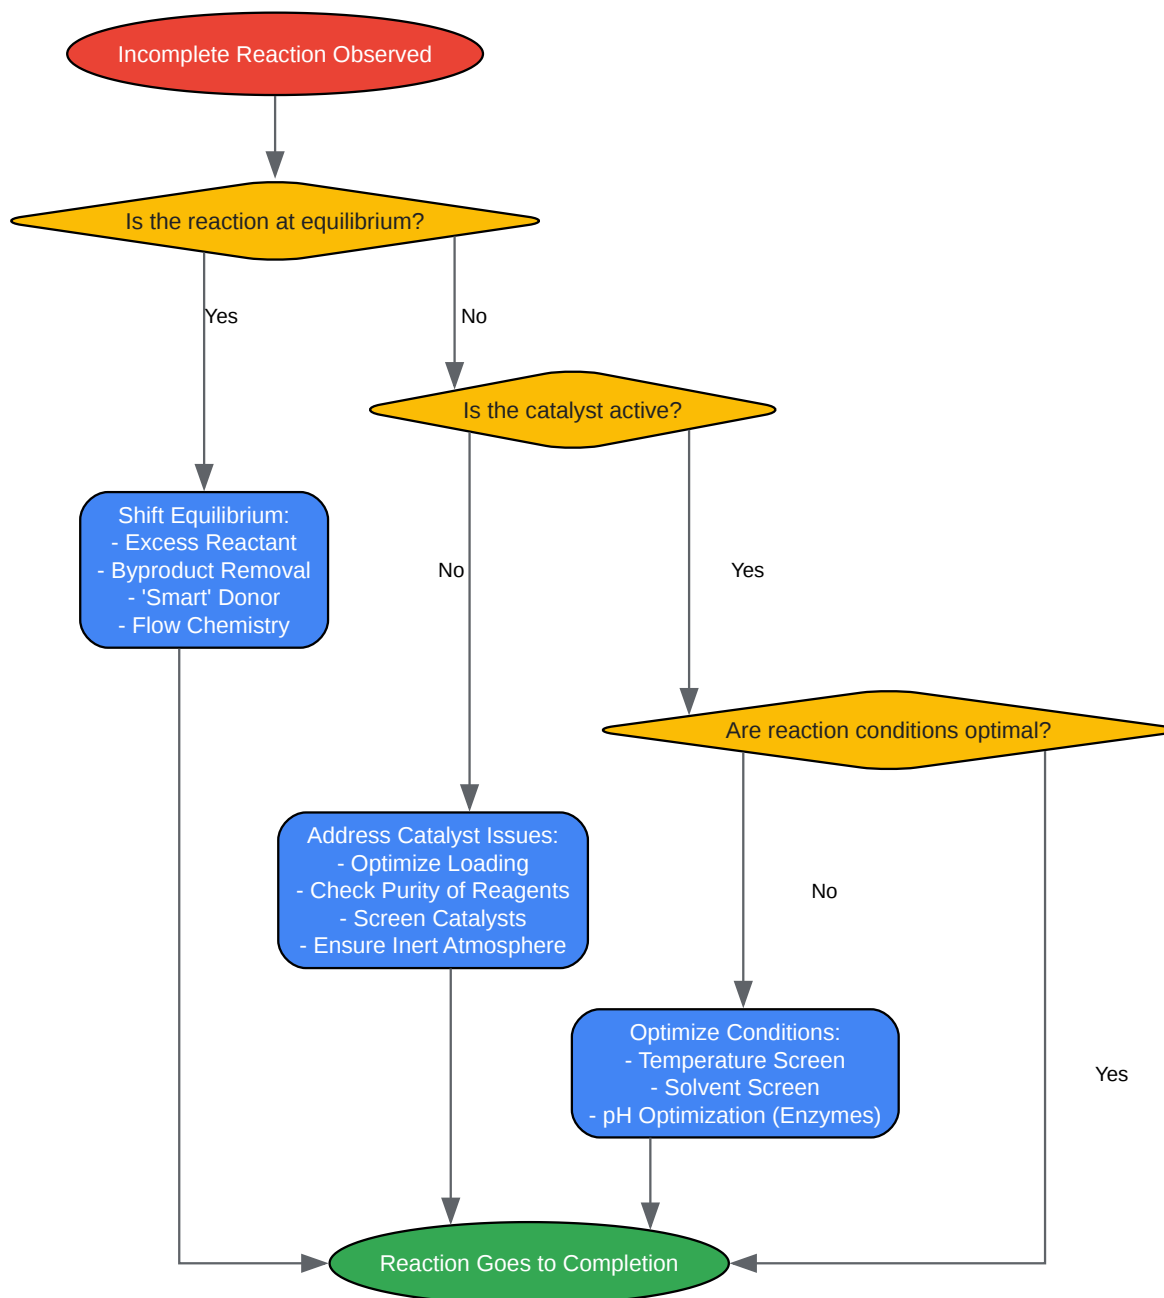 Incomplete Reaction Observed
Is the reaction at equilibrium?
Yes
No
Is the catalyst active?
Shift Equilibrium:
- Excess Reactant
- Byproduct Removal
- 'Smart' Donor
- Flow Chemistry
No
Yes
Are reaction conditions optimal?
Address Catalyst Issues:
- Optimize Loading
- Check Purity of Reagents
- Screen Catalysts
- Ensure Inert Atmosphere
No
Optimize Conditions:
- Temperature Screen
- Solvent Screen
- pH Optimization (Enzymes)
Yes
Reaction Goes to Completion